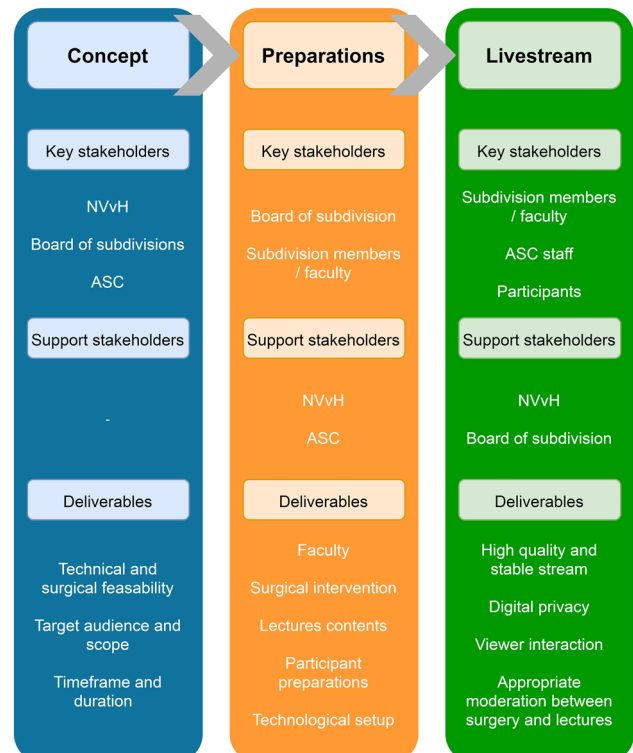 Concept
Key stakeholders
NVvH
Board of subdivisions
ASC
Support stakeholders
-
Deliverables
Technical and
surgical feasability
Target audience and
scope
Timeframe and
duration
Preparations
Key stakeholders
Board of subdivision
Subdivision members
/ faculty
Support stakeholders
NVvH
ASC
Deliverables
Faculty
Surgical intervention
Lectures contents
Participant
preparations
Technological setup
Livestream
Key stakeholders
Subdivision members
/ faculty
ASC staff
Participants
Support stakeholders
NVvH
Board of subdivision
Deliverables
High quality and
stable stream
Digital privacy
Viewer interaction
Appropriate
moderation between
surgery and lectures